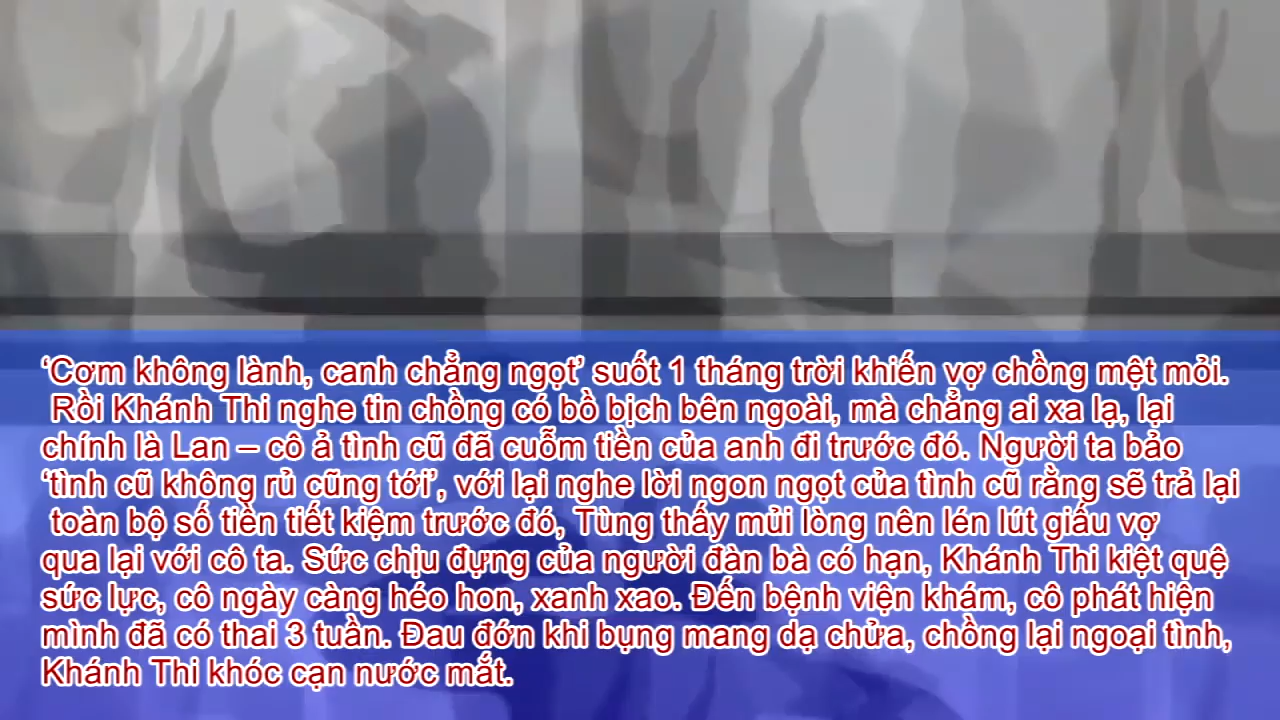 ‘Cơm không lành, canh chẳng ngọt’ suốt 1 tháng trời khiến vợ chồng mệt mỏi.
Rồi Khánh Thi nghe tin chồng có bồ bịch bên ngoài, mà chẳng ai xa lạ, lại
chính là Lan – cô ả tình cũ đã cuỗm tiền của anh đi trước đó. Người ta bảo
‘tình cũ không rủ cũng tới’, với lại nghe lời ngon ngọt của tình cũ rằng sẽ trả lại
toàn bộ số tiền tiết kiệm trước đó, Tùng thấy mủi lòng nên lén lút giấu vợ
qua lại với cô ta. Sức chịu đựng của người đàn bà có hạn, Khánh Thi kiệt quệ
sức lực, cô ngày càng héo hon, xanh xao. Đến bệnh viện khám, cô phát hiện
mình đã có thai 3 tuần. Đau đớn khi bụng mang dạ chửa, chồng lại ngoại tình,
Khánh Thi khóc cạn nước mắt.